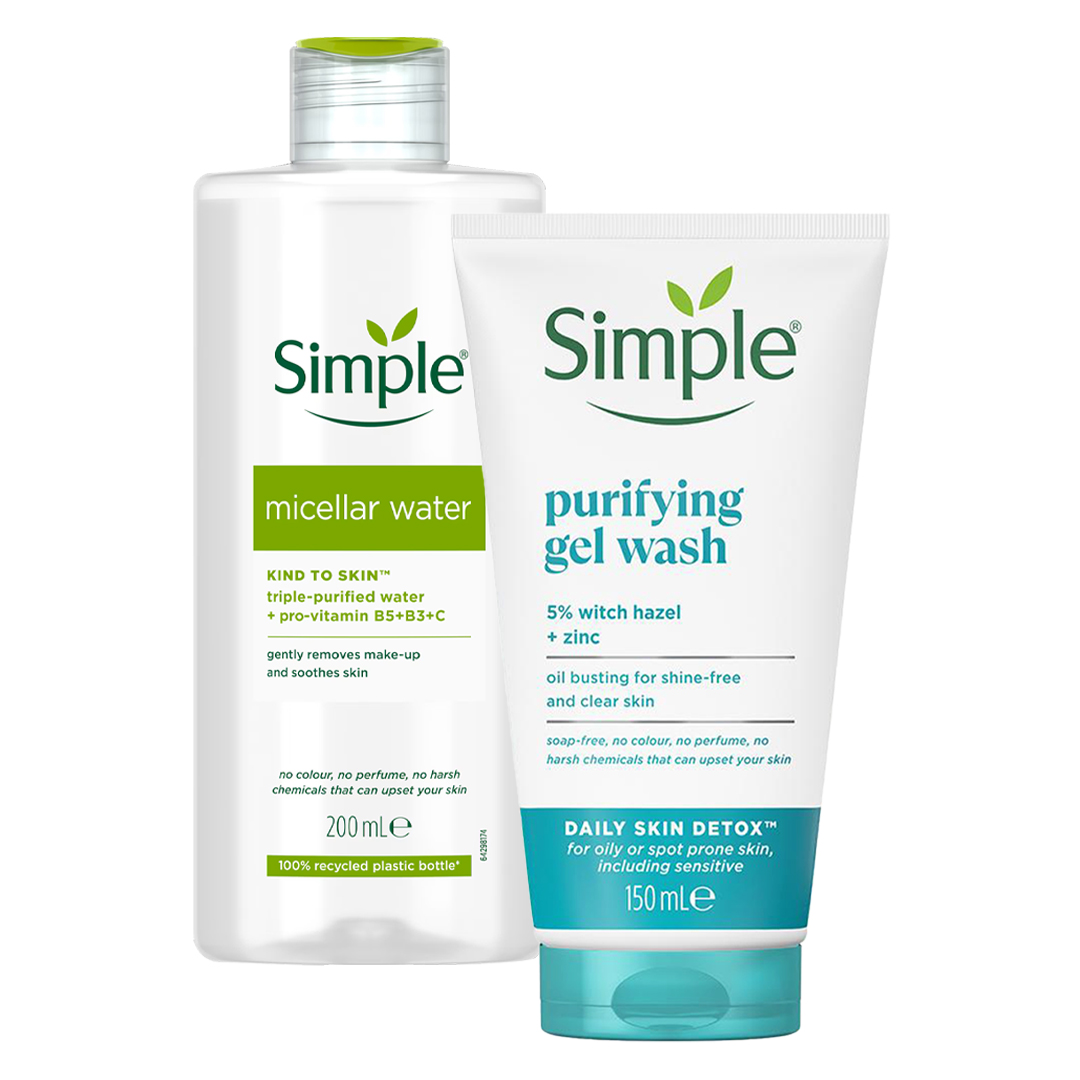 Simple®
micellar water
KIND TO SKIN™
triple-purified water
+ pro-vitamin B5+B3+C
gently removes make-up
and soothes skin
no colour, no perfume, no harsh
chemicals that can upset your skin
200 mL℮
100% recycled plastic bottle*
64298174
Simple®
purifying
gel wash
5% witch hazel
+ zinc
oil busting for shine-free
and clear skin
soap-free, no colour, no perfume, no
harsh chemicals that can upset your skin
DAILY SKIN DETOX™
for oily or spot prone skin,
including sensitive
150 mL℮